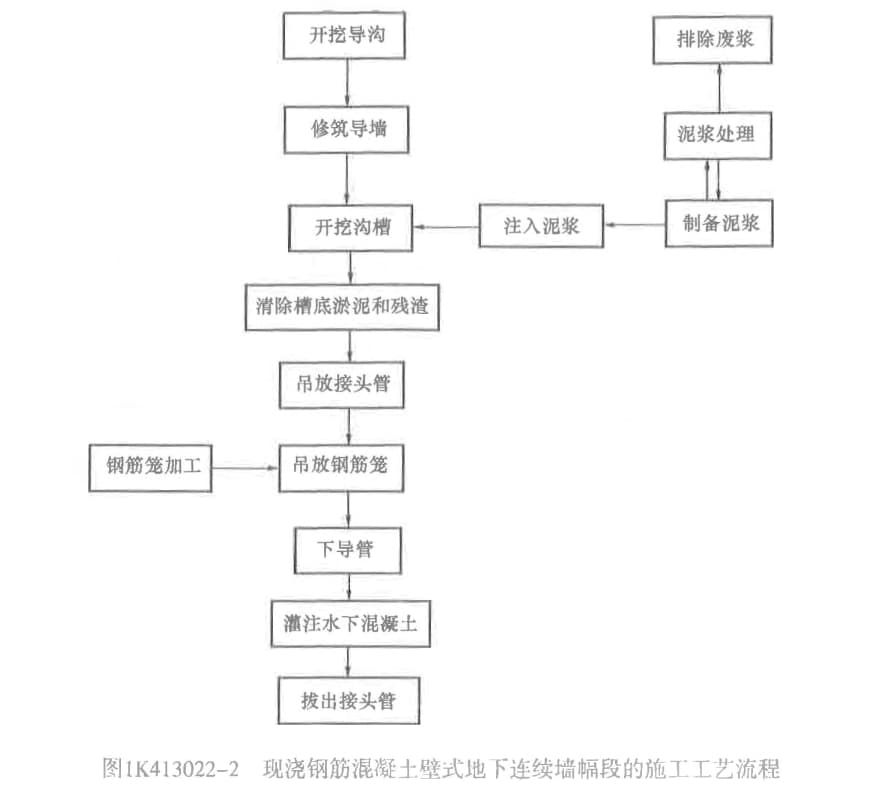 开挖导沟
排除废浆
修筑导墙
泥浆处理
开挖沟槽
注入泥浆
制备泥浆
清除槽底淤泥和残渣
吊放接头管
钢筋笼加工
吊放钢筋笼
下导管
灌注水下混凝土
拔出接头管
图1K413022-2 现浇钢筋混凝土壁式地下连续墙幅段的施工工艺流程